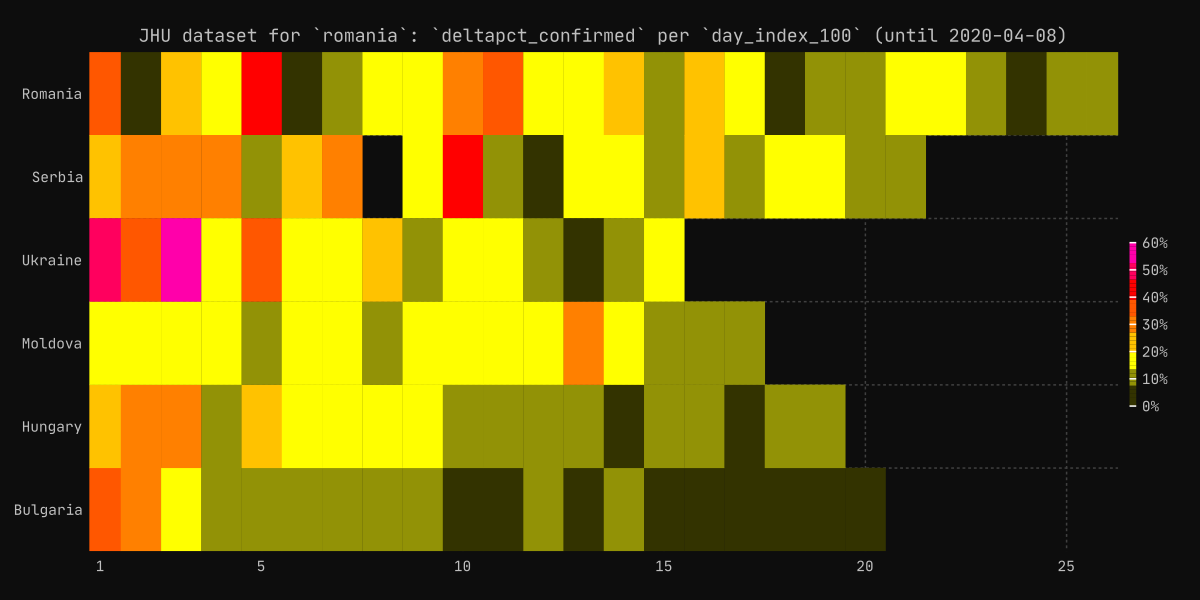 JHU dataset for `romania`: `deltapct_confirmed` per `day_index_100` (until 2020-04-08)
Romania
Serbia
Ukraine
Moldova
Hungary
Bulgaria
60%
50%
40%
30%
20%
10%
0%
1 5 10 15 20 25